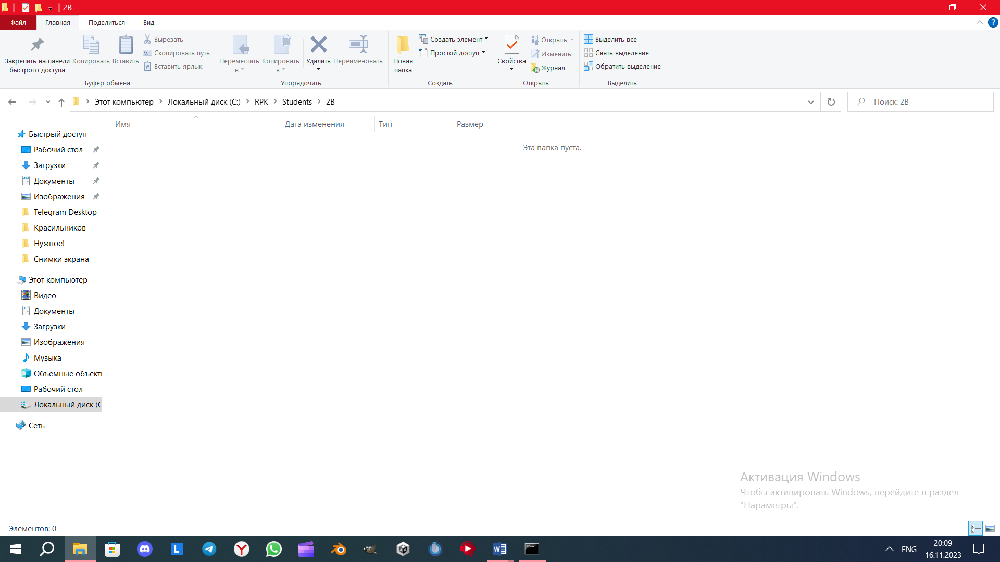 2В
Файл
Главная
Поделиться
Вид
Закрепить на панели
быстрого доступа
Копировать
Вставить
Вырезать
Скопировать путь
Вставить ярлык
Буфер обмена
Переместить
в
Копировать
в
Удалить
Переименовать
Упорядочить
Новая
папка
Создать элемент
Простой доступ
Создать
Свойства
Открыть
Изменить
Журнал
Открыть
Выделить все
Снять выделение
Обратить выделение
Выделить
Этот компьютер
Локальный диск (C:)
RPK
Students
2В
Поиск: 2В
Имя
Дата изменения
Тип
Размер
Эта папка пуста.
Быстрый доступ
Рабочий стол
Загрузки
Документы
Изображения
Telegram Desktop
Красильников
Нужное!
Снимки экрана
Этот компьютер
Видео
Документы
Загрузки
Изображения
Музыка
Объемные объекты
Рабочий стол
Локальный диск (C
Сеть
Активация Windows
Чтобы активировать Windows, перейдите в раздел
"Параметры".
Элементов: 0
ENG
20:09
16.11.2023